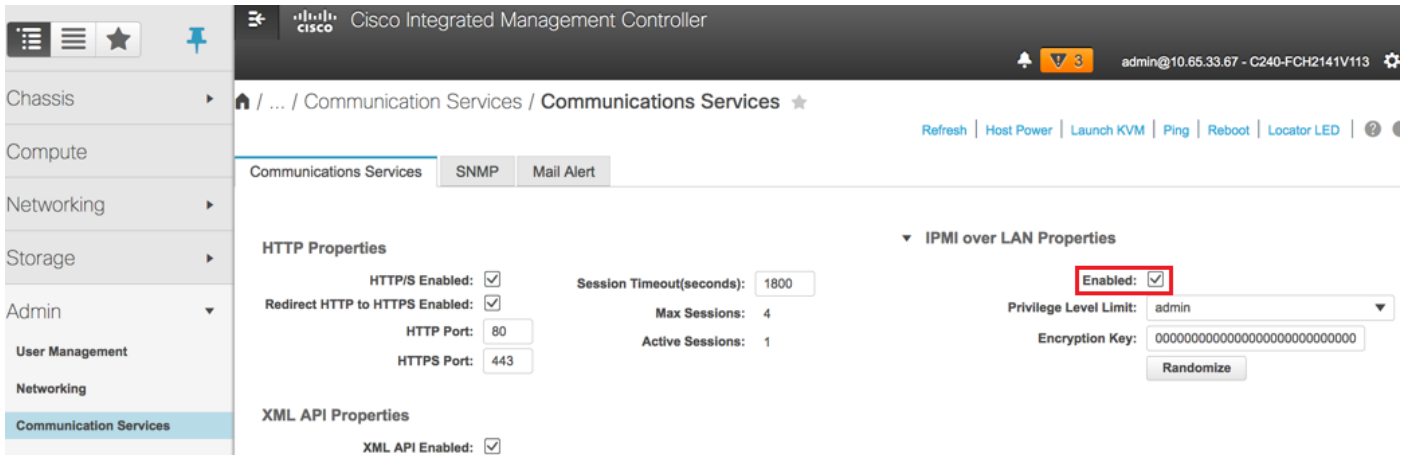 cisco Cisco Integrated Management Controller
3 admin@10.65.33.67 - C240-FCH2141V113
Chassis
Compute
Networking
Storage
Admin
User Management
Networking
Communication Services
/ ... / Communication Services / Communications Services
Refresh | Host Power | Launch KVM | Ping | Reboot | Locator LED | ?
Communications Services SNMP Mail Alert
HTTP Properties
HTTP/S Enabled:
Redirect HTTP to HTTPS Enabled:
HTTP Port: 80
HTTPS Port: 443
Session Timeout(seconds): 1800
Max Sessions: 4
Active Sessions: 1
IPMI over LAN Properties
Enabled:
Privilege Level Limit: admin
Encryption Key: 0000000000000000000000000000
Randomize
XML API Properties
XML API Enabled: